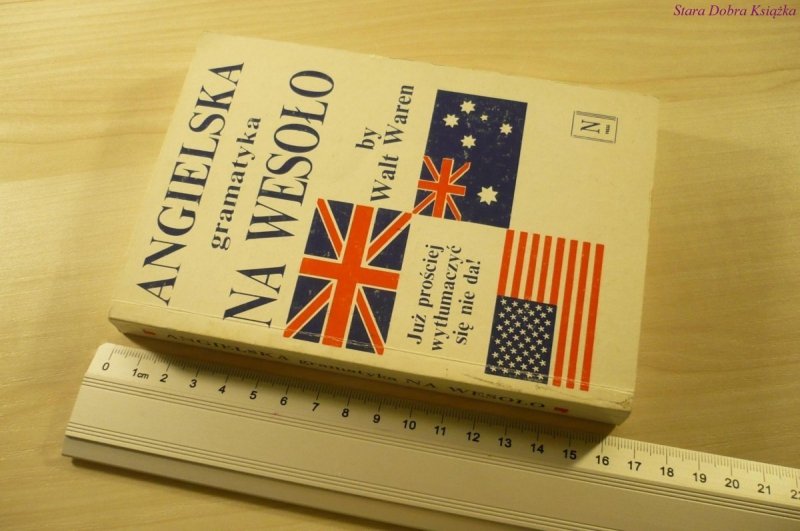 Stara Dobra Książka
ANGIELSKA
gramatyka
NA WESOŁO
by
Walt Waren
Już prościej
wytłumaczyć
się nie da!
N
ANGIELSKA gramatyka NA WESOŁO
0 1cm 2 3 4 5 6 7 8 9 10 11 12 13 14 15 16 17 18 19 20 21 22